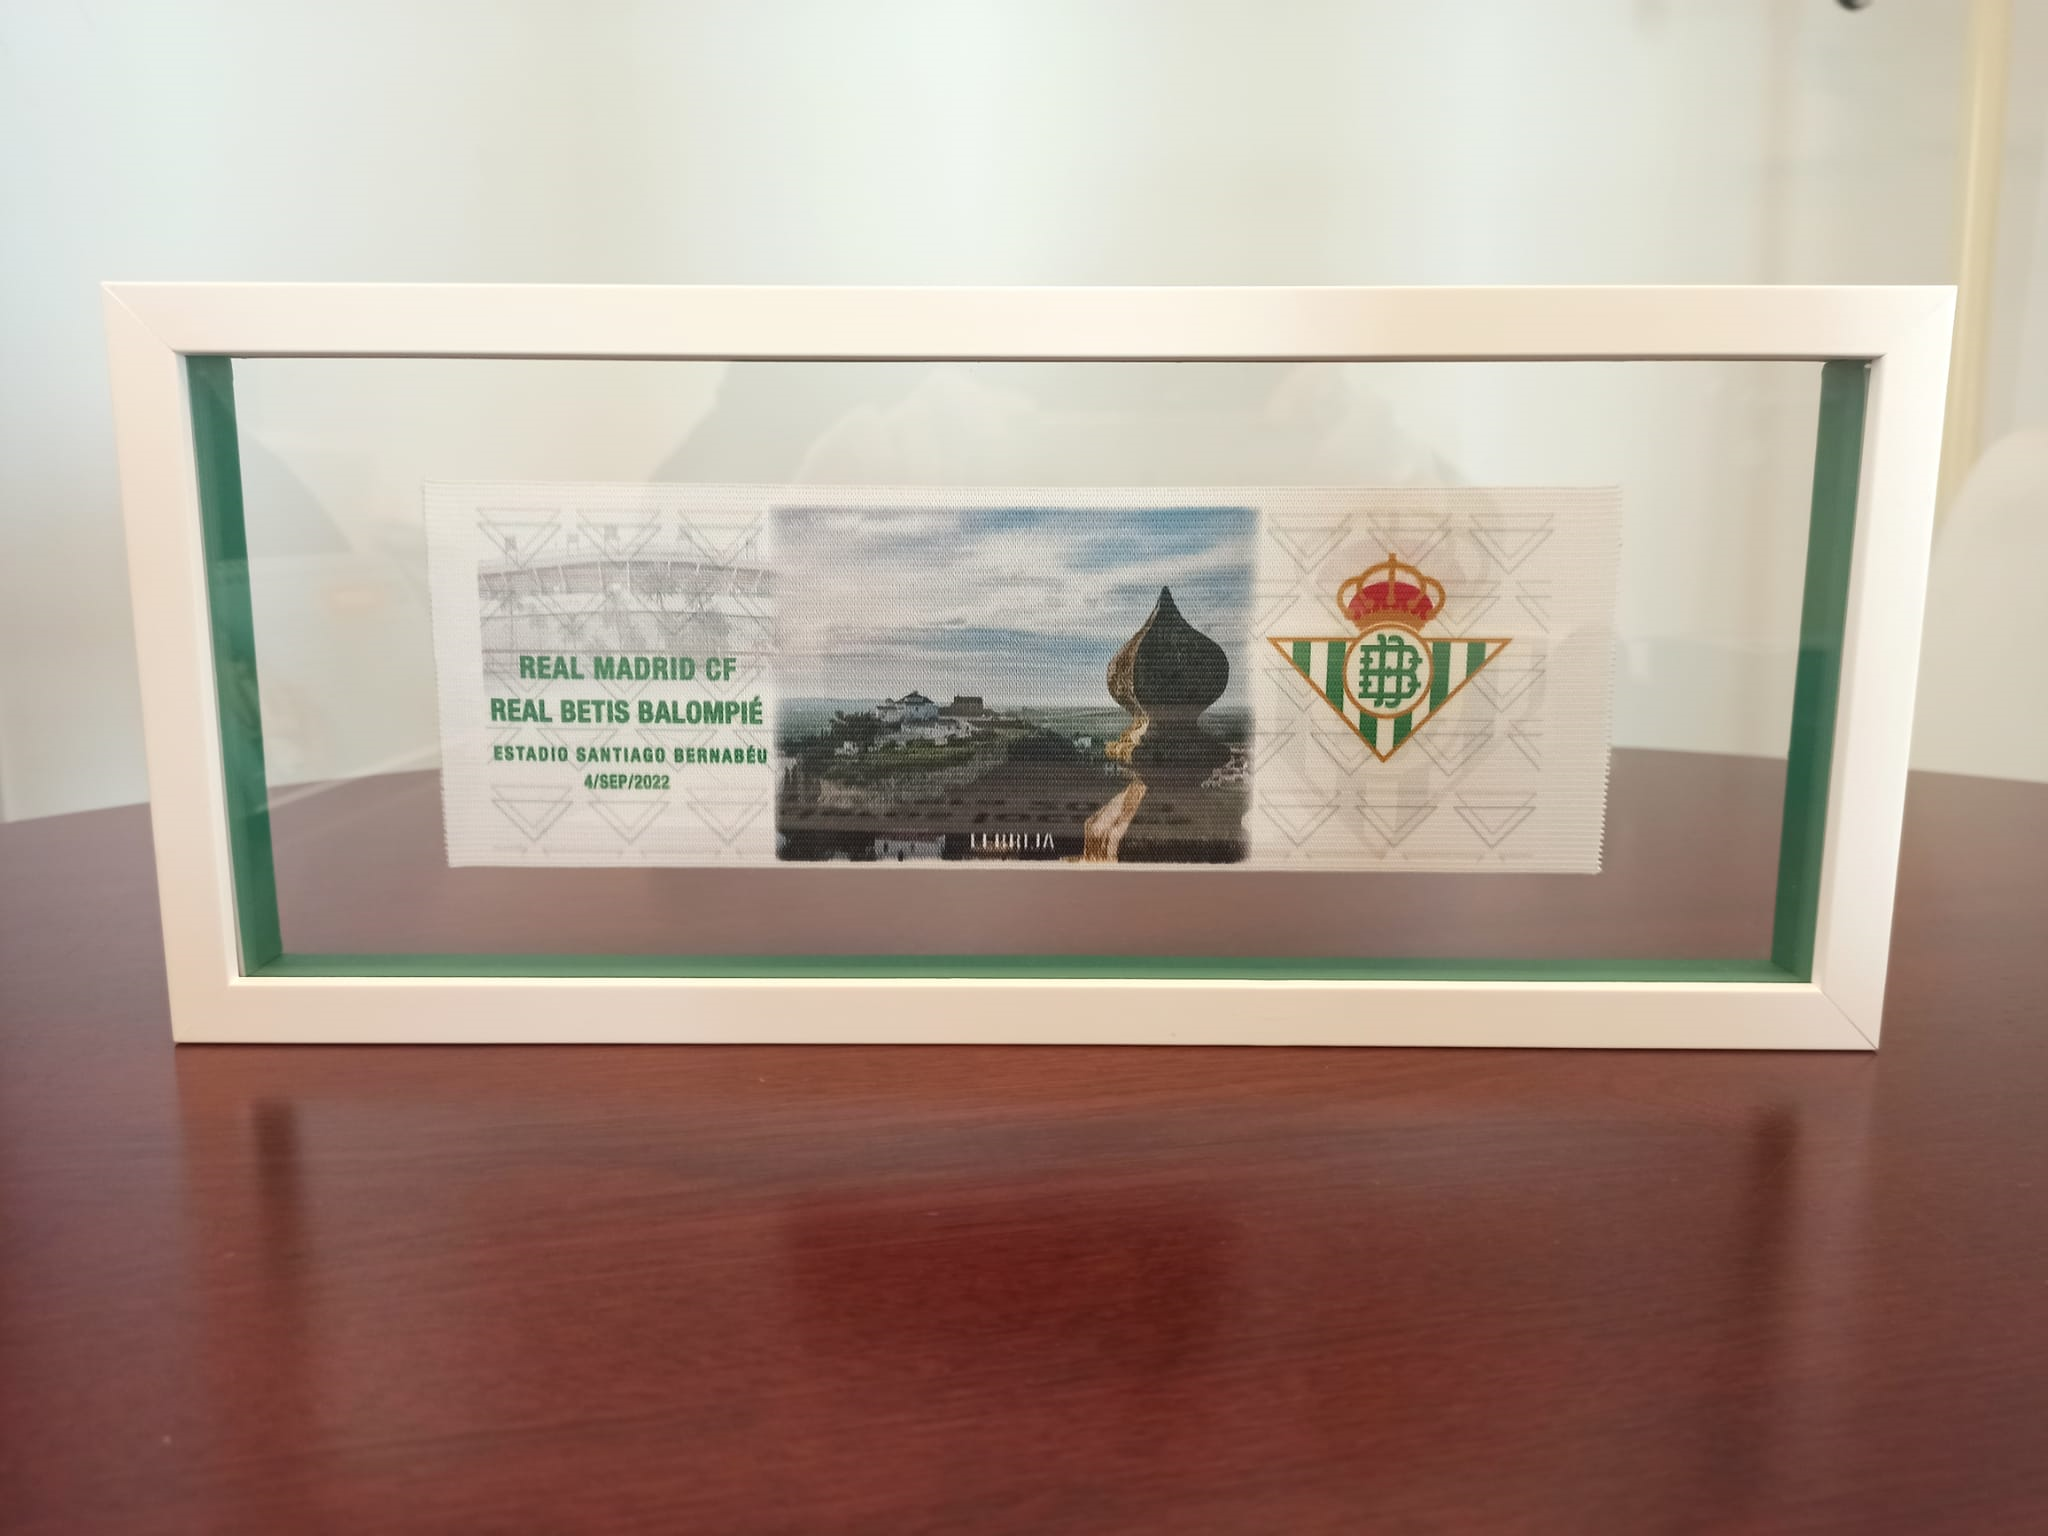 REAL MADRID CF
REAL BETIS BALOMPIÉ
ESTADIO SANTIAGO BERNABÉU
4/SEP/2022
LEBRIJA